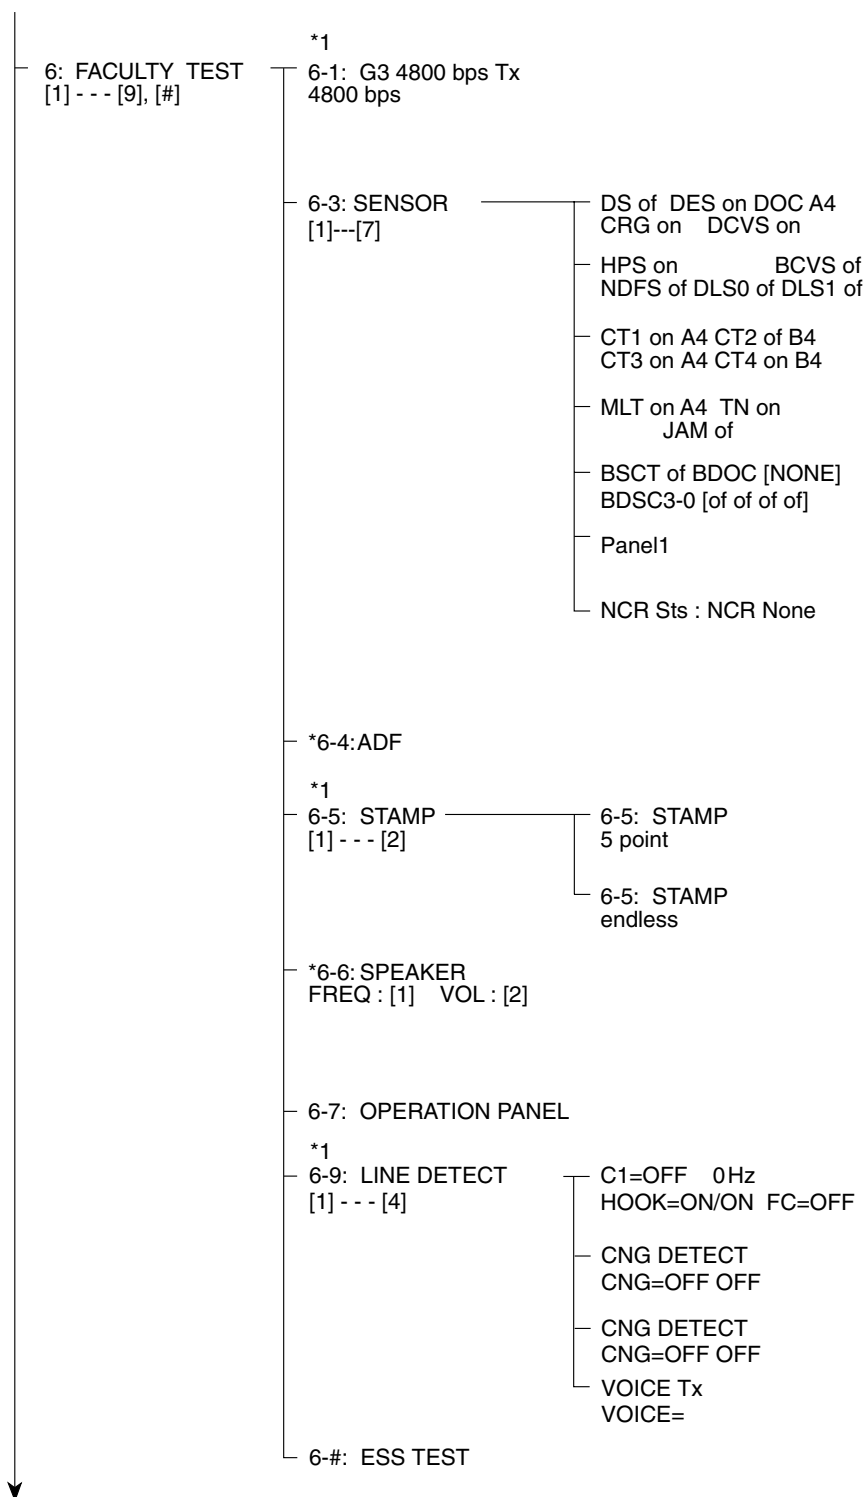 *1
6: FACULTY TEST
[1] - - - [9], [#]
6-1: G3 4800 bps Tx
4800 bps
6-3: SENSOR
[1]---[7]
DS of DES on DOC A4
CRG on DCVS on
HPS on BCVS of
NDFS of DLS0 of DLS1 of
CT1 on A4 CT2 of B4
CT3 on A4 CT4 on B4
MLT on A4 TN on
JAM of
BSCT of BDOC [NONE]
BDSC3-0 [of of of of]
Panel1
NCR Sts : NCR None
*6-4:ADF
*1
6-5: STAMP
[1] - - - [2]
6-5: STAMP
5 point
6-5: STAMP
endless
*6-6: SPEAKER
FREQ : [1] VOL : [2]
6-7: OPERATION PANEL
*1
6-9: LINE DETECT
[1] - - - [4]
C1=OFF 0Hz
HOOK=ON/ON FC=OFF
CNG DETECT
CNG=OFF OFF
CNG DETECT
CNG=OFF OFF
VOICE Tx
VOICE=
6-#: ESS TEST